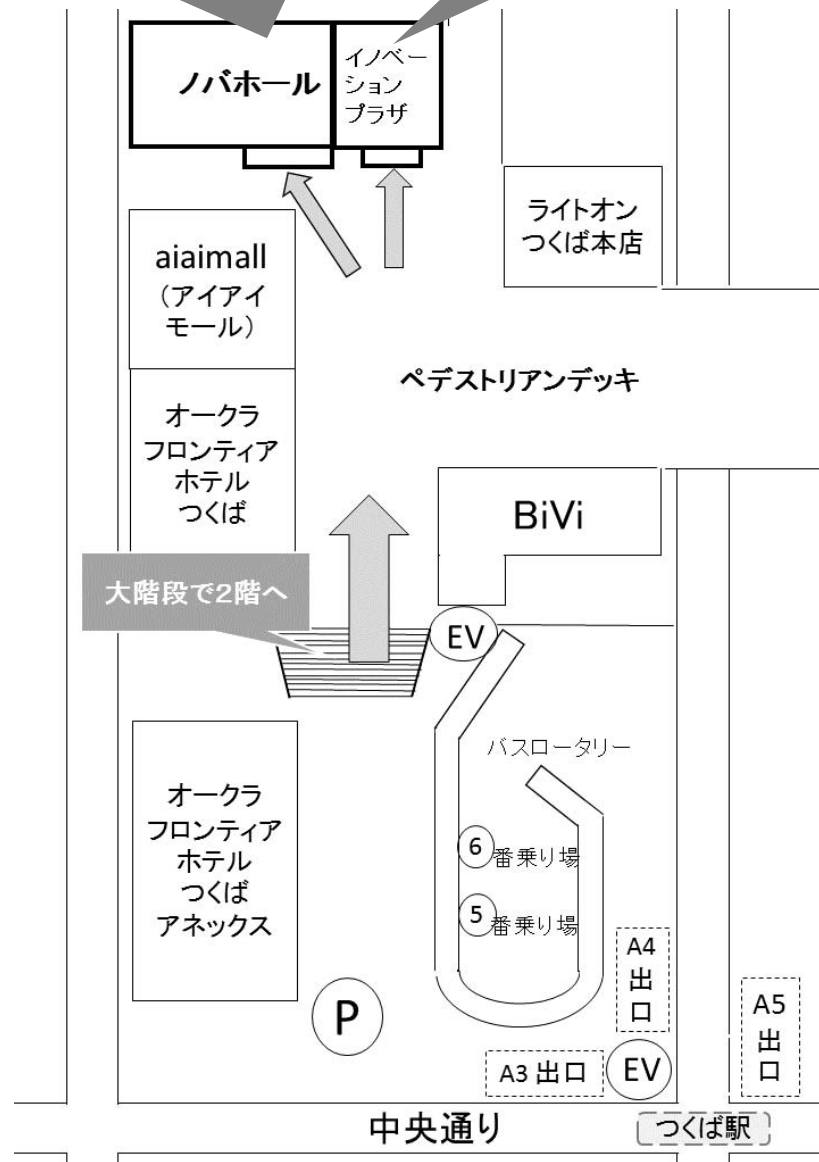 ノバホール
イノベー
ション
プラザ
ライトオン
つくば本店
aiaimall
（アイアイ
モール）
ペデストリアンデッキ
オークラ
フロンティア
ホテル
つくば
BiVi
大階段で2階へ
EV
バスロータリー
オークラ
フロンティア
ホテル
つくば
アネックス
6番乗り場
5番乗り場
A4
出
口
P
A5
出
口
A3 出口
EV
中央通り
つくば駅